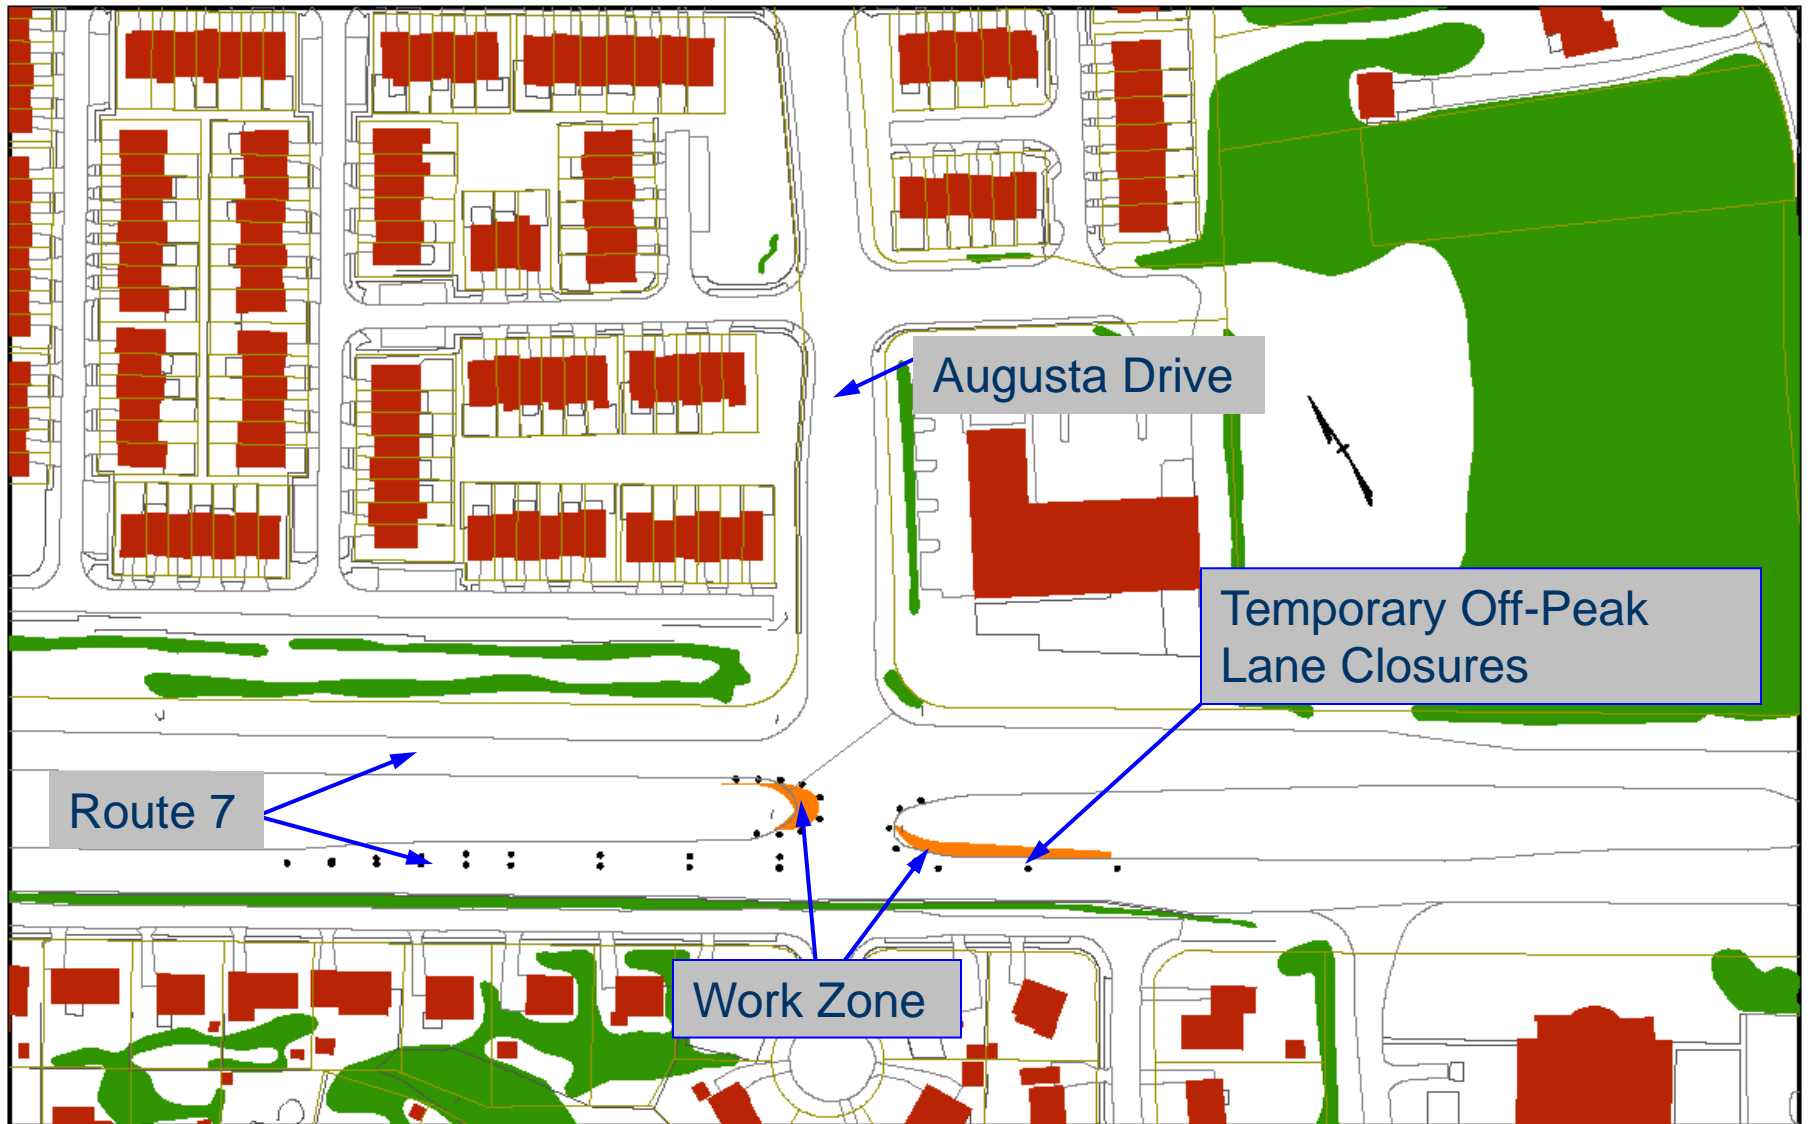 Augusta Drive
Temporary Off-Peak
Lane Closures
Route 7
Work Zone